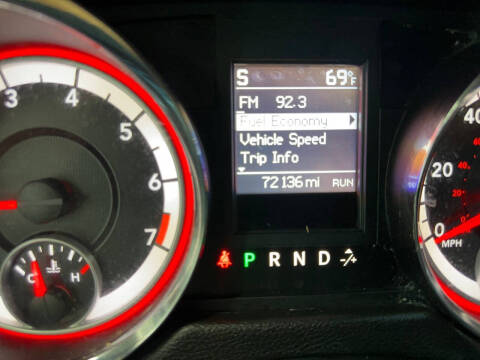 S 69°F
FM 92.3
Fuel Economy
Vehicle Speed
Trip Info
72136 mi RUN
3 4 5 6 7
C H
P R N D -/+
40
20
0
MPH